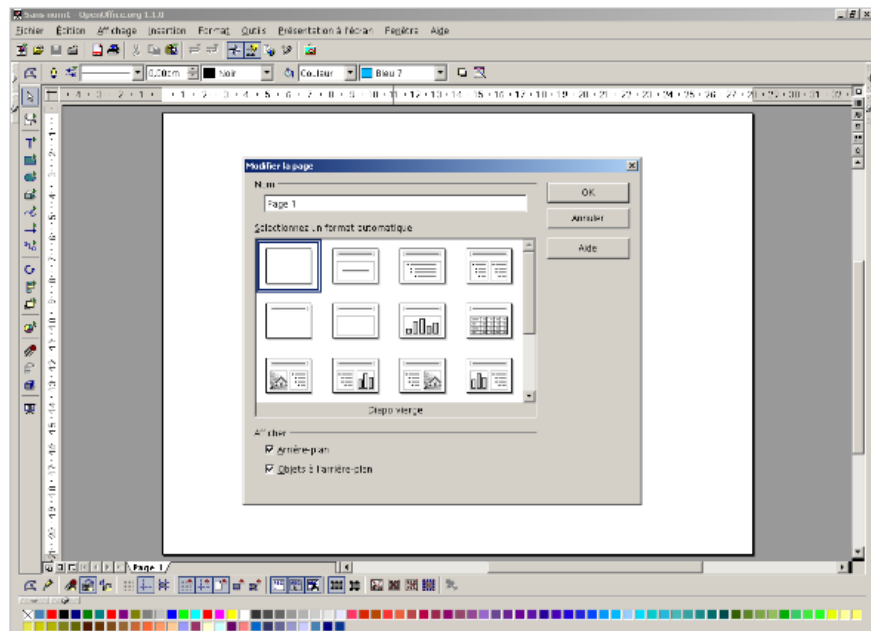 Sans nom1 - OpenOffice.org 1.1.0
Fichier Édition Affichage Insertion Format Outils Présentation à l'écran Fenêtre Aide
0,00cm Noir Couleur Bleu 7
Modifier la page
Nom
Page 1
OK
Annuler
Aide
Sélectionnez un format automatique
Diapo vierge
Afficher
Arrière-plan
Objets à l'arrière-plan
Page 1